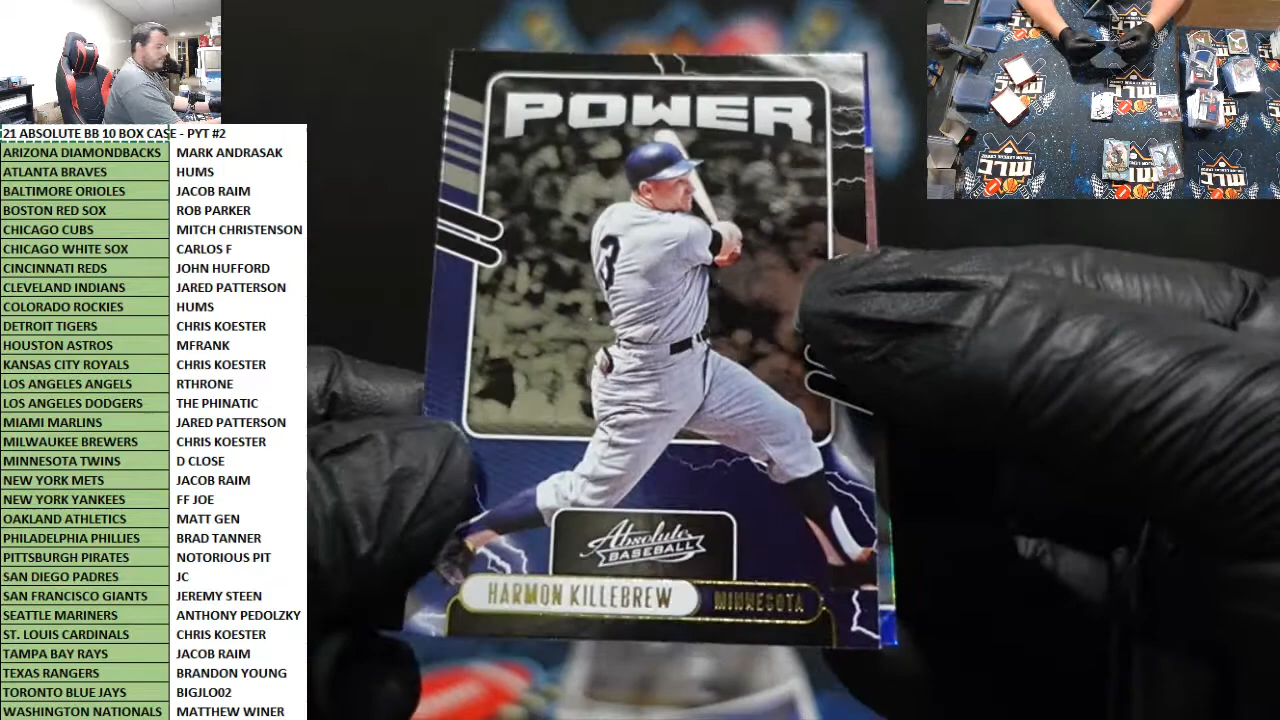 21 ABSOLUTE BB 10 BOX CASE - PYT #2
ARIZONA DIAMONDBACKS MARK ANDRASAK
ATLANTA BRAVES HUMS
BALTIMORE ORIOLES JACOB RAIM
BOSTON RED SOX ROB PARKER
CHICAGO CUBS MITCH CHRISTENSON
CHICAGO WHITE SOX CARLOS F
CINCINNATI REDS JOHN HUFFORD
CLEVELAND INDIANS JARED PATTERSON
COLORADO ROCKIES HUMS
DETROIT TIGERS CHRIS KOESTER
HOUSTON ASTROS MFRANK
KANSAS CITY ROYALS CHRIS KOESTER
LOS ANGELES ANGELS RTHRONE
LOS ANGELES DODGERS THE PHINATIC
MIAMI MARLINS JARED PATTERSON
MILWAUKEE BREWERS CHRIS KOESTER
MINNESOTA TWINS D CLOSE
NEW YORK METS JACOB RAIM
NEW YORK YANKEES FF JOE
OAKLAND ATHLETICS MATT GEN
PHILADELPHIA PHILLIES BRAD TANNER
PITTSBURGH PIRATES NOTORIOUS PIT
SAN DIEGO PADRES JC
SAN FRANCISCO GIANTS JEREMY STEEN
SEATTLE MARINERS ANTHONY PEDOLZKY
ST. LOUIS CARDINALS CHRIS KOESTER
TAMPA BAY RAYS JACOB RAIM
TEXAS RANGERS BRANDON YOUNG
TORONTO BLUE JAYS BIGJLO02
WASHINGTON NATIONALS MATTHEW WINER
POWER
3
Absolute
BASEBALL
HARMON KILLEBREW MINNESOTA
MLC
MLC
MLC
MLC